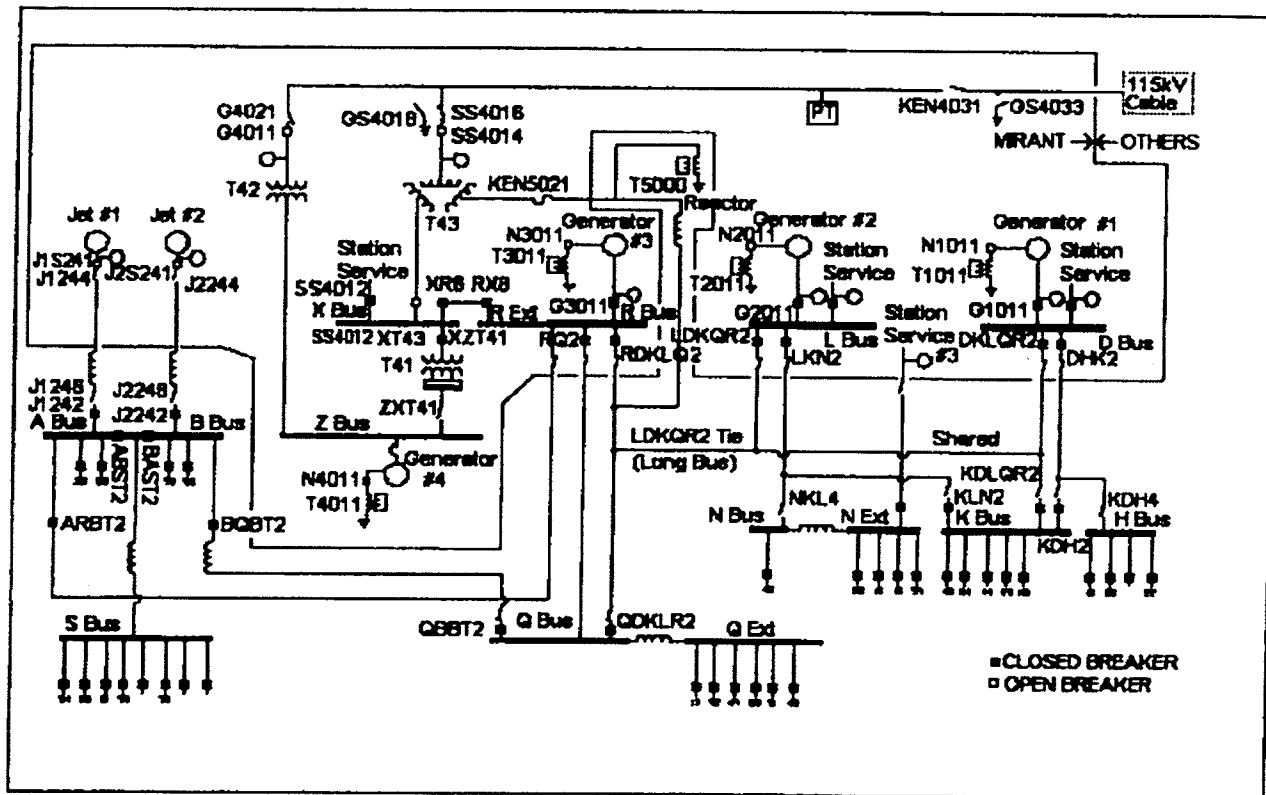 115kV
Cable
G4021
G4011
GS4018
SS4016
SS4014
PT
KEN4031
GS4033
MIRANT
OTHERS
T42
T43
KEN5021
T5000
Reactor
Jet #1
Jet #2
J1S241
J1244
J2S241
J2244
Station
Service
SS4012
X Bus
SS4012
XT43
XR8
RX8
XZT41
R Ext
Generator
#3
N3011
T3011
G3011
R Bus
RQ2
RDKL
2
Generator #2
N2011
T2011
G2011
Station
Service
L Bus
LDKQR2
LKN2
Station
Service
#3
Generator #1
N1011
T1011
G1011
Station
Service
D Bus
DKLQR2
DHK2
T41
ZXT41
Z Bus
N4011
T4011
Generator
#4
J1248
J1242
J2248
J2242
A Bus
B Bus
ABST2
BAST2
ARBT2
BQBT2
LDKQR2 Tie
(Long Bus)
Shared
KDLQR2
KLN2
K Bus
KDH2
KDH4
H Bus
NKL4
N Bus
N Ext
S Bus
QBBT2
Q Bus
QDKLR2
Q Ext
CLOSED BREAKER
OPEN BREAKER